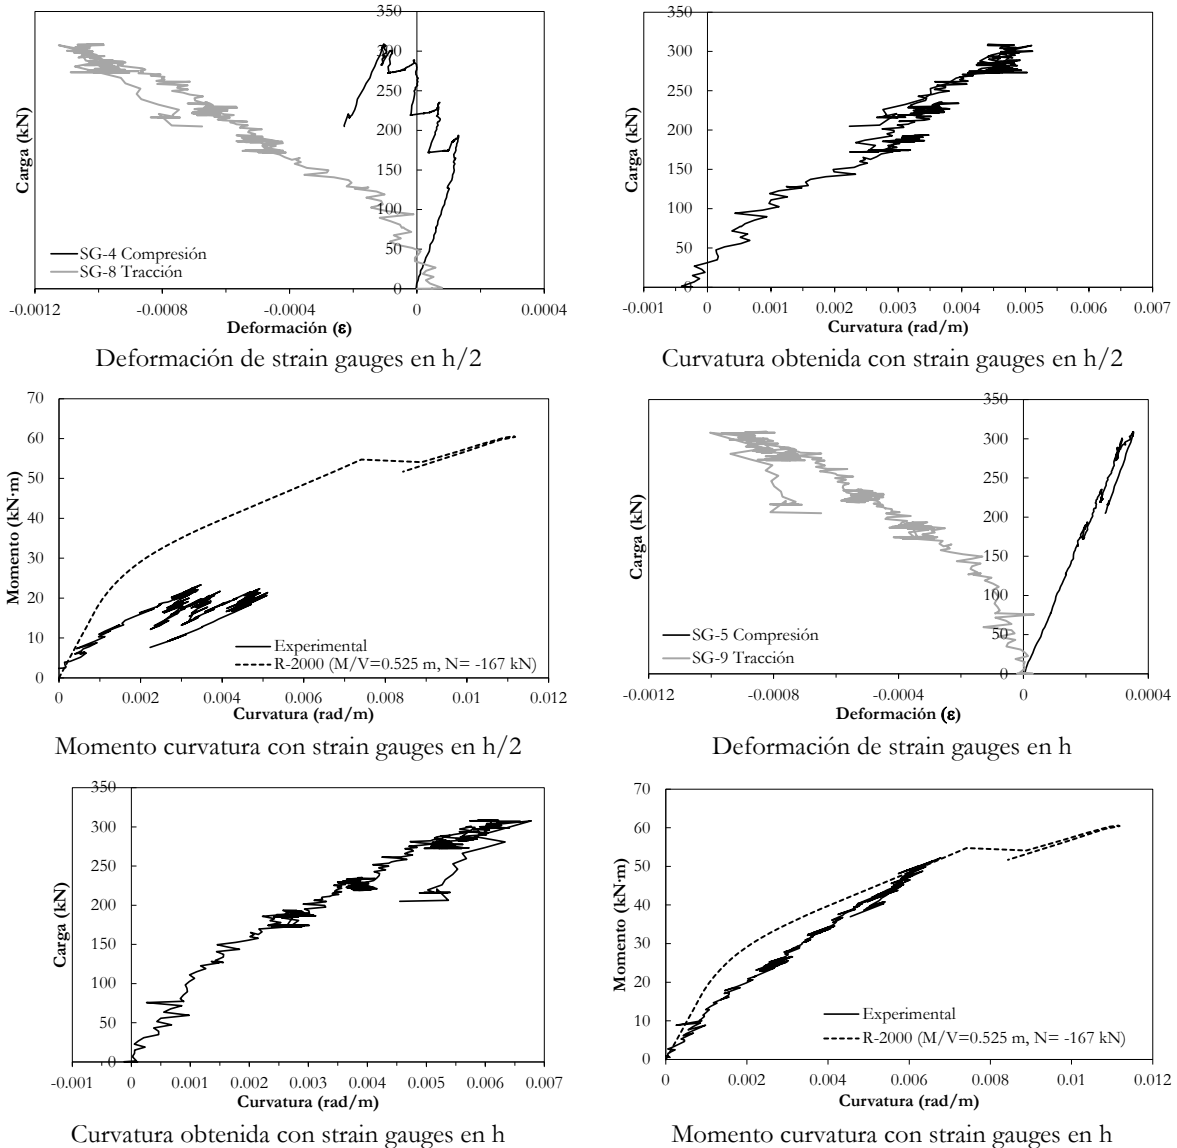 350
300
250
200
150
100
50
0
Carga (kN)
SG-4 Compresión
SG-8 Tracción
-0.0012 -0.0008 -0.0004 0 0.0004
Deformación (ε)
Deformación de strain gauges en h/2
350
300
250
200
150
100
50
0
Carga (kN)
-0.001 0 0.001 0.002 0.003 0.004 0.005 0.006 0.007
Curvatura (rad/m)
Curvatura obtenida con strain gauges en h/2
70
60
50
40
30
20
10
0
Momento (kN·m)
Experimental
R-2000 (M/V=0.525 m, N= -167 kN)
0 0.002 0.004 0.006 0.008 0.01 0.012
Curvatura (rad/m)
Momento curvatura con strain gauges en h/2
350
300
250
200
150
100
50
0
Carga (kN)
SG-5 Compresión
SG-9 Tracción
-0.0012 -0.0008 -0.0004 0 0.0004
Deformación (ε)
Deformación de strain gauges en h
350
300
250
200
150
100
50
0
Carga (kN)
-0.001 0 0.001 0.002 0.003 0.004 0.005 0.006 0.007
Curvatura (rad/m)
Curvatura obtenida con strain gauges en h
70
60
50
40
30
20
10
0
Momento (kN·m)
Experimental
R-2000 (M/V=0.525 m, N= -167 kN)
0 0.002 0.004 0.006 0.008 0.01 0.012
Curvatura (rad/m)
Momento curvatura con strain gauges en h